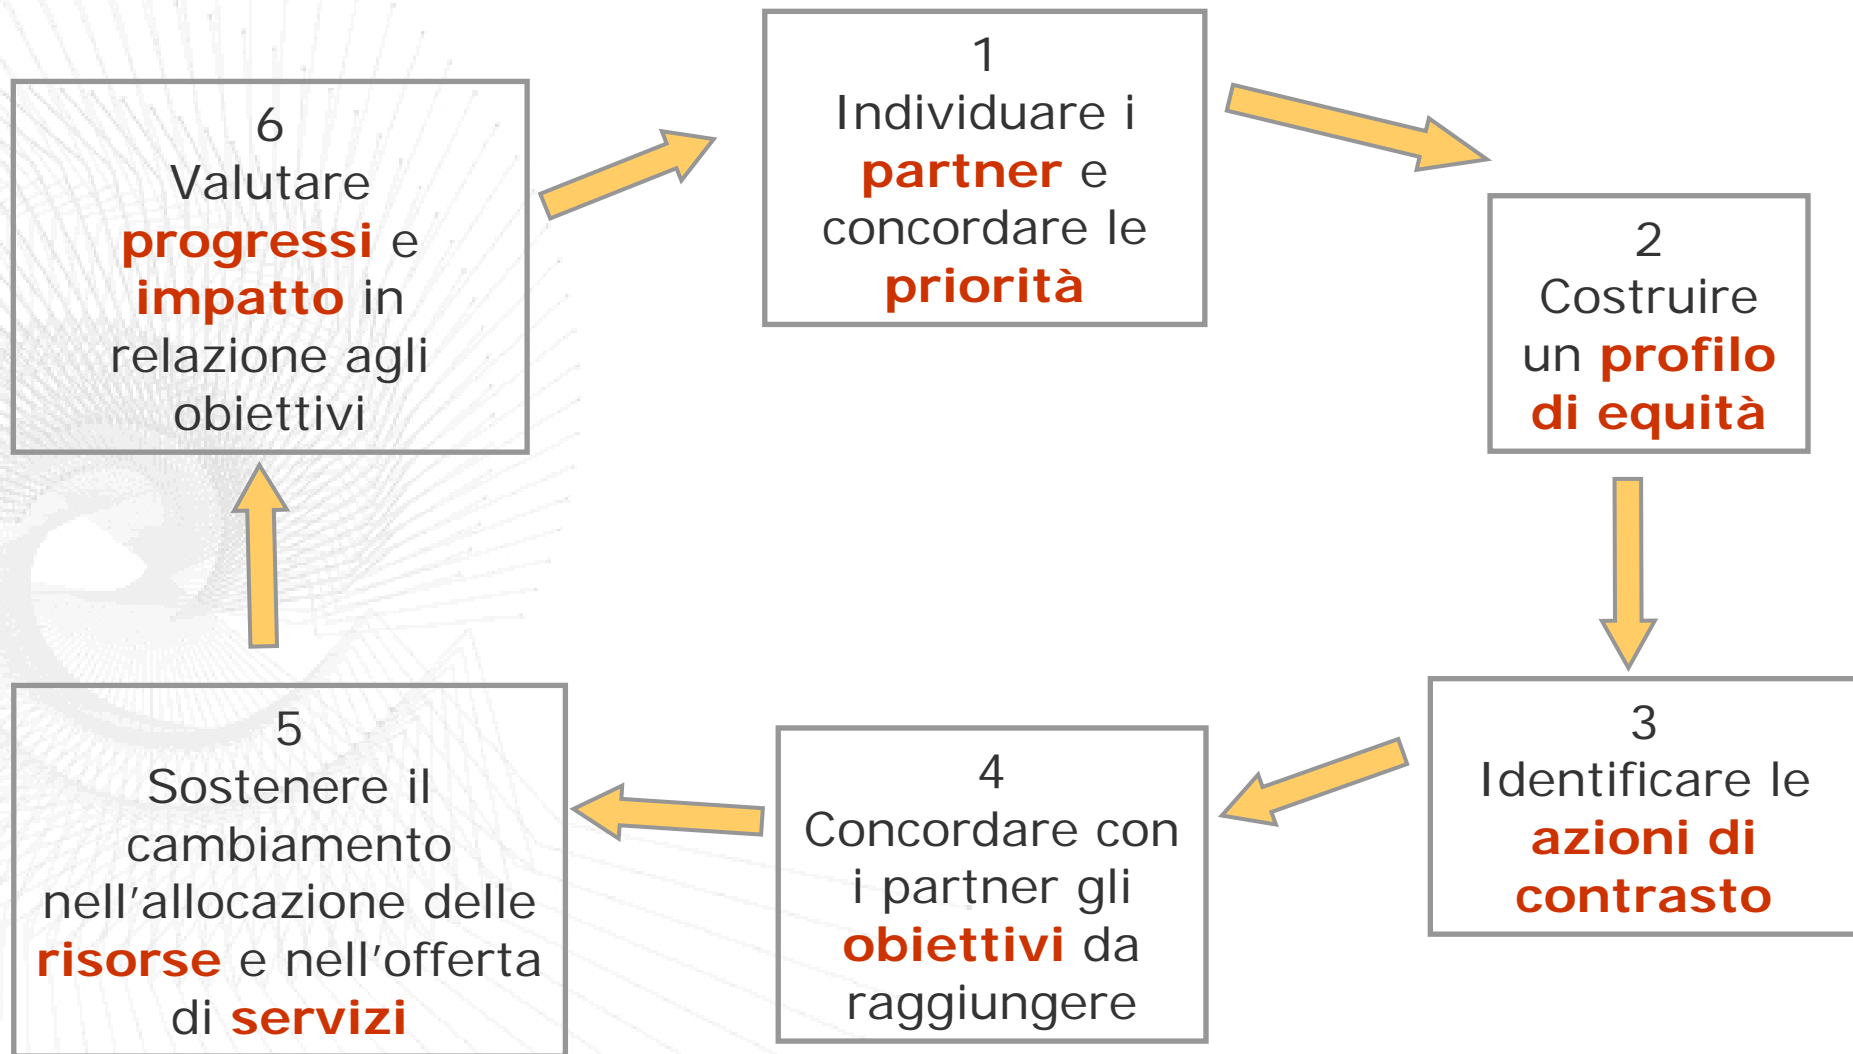 1
Individuare i
partner e
concordare le
priorità
2
Costruire
un profilo
di equità
3
Identificare le
azioni di
contrasto
4
Concordare con
i partner gli
obiettivi da
raggiungere
5
Sostenere il
cambiamento
nell’allocazione delle
risorse e nell’offerta
di servizi
6
Valutare
progressi e
impatto in
relazione agli
obiettivi